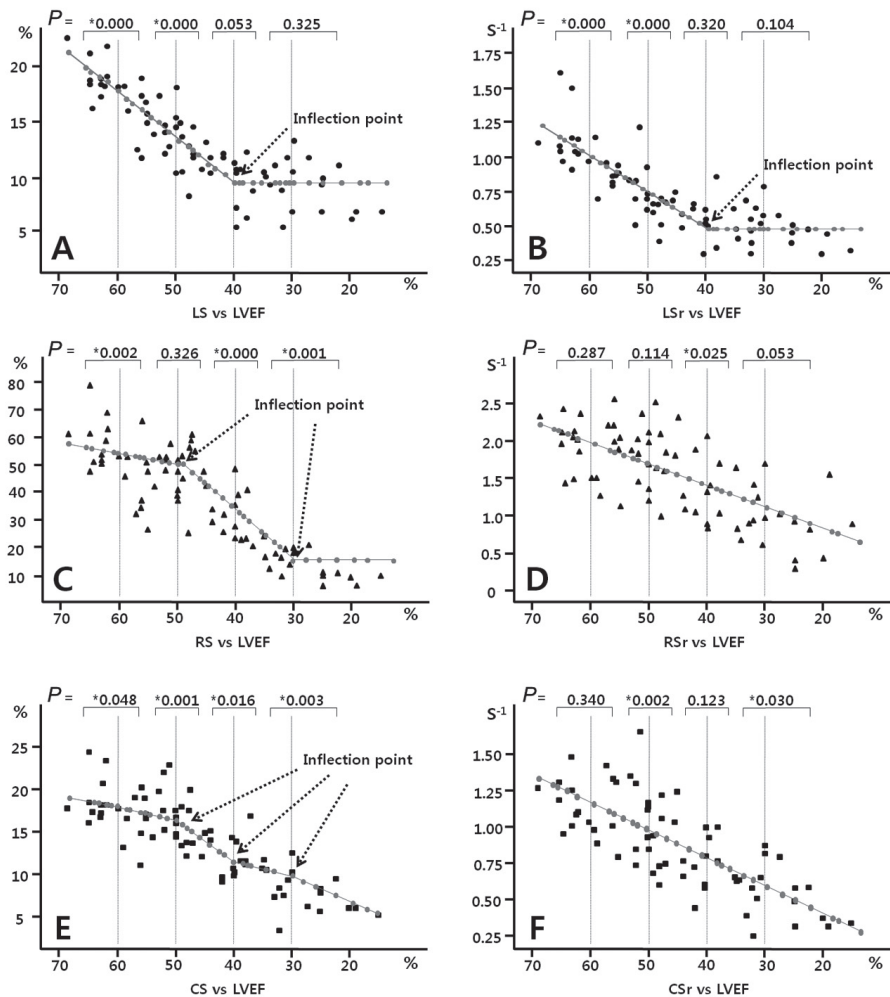 P = *0.000 *0.000 0.053 0.325
%
20
15
10
5
Inflection point
A
70 60 50 40 30 20 %
LS vs LVEF
P = *0.000 *0.000 0.320 0.104
S-1
1.75
1.50
1.25
1.00
0.75
0.50
0.25
Inflection point
B
70 60 50 40 30 20 %
LSr vs LVEF
P = *0.002 0.326 *0.000 *0.001
%
80
70
60
50
40
30
20
10
Inflection point
C
70 60 50 40 30 20 %
RS vs LVEF
P = 0.287 0.114 *0.025 0.053
S-1
2.5
2.0
1.5
1.0
0.5
0
D
70 60 50 40 30 20 %
RSr vs LVEF
P = *0.048 *0.001 *0.016 *0.003
%
25
20
15
10
5
Inflection point
E
70 60 50 40 30 20 %
CS vs LVEF
P = 0.340 *0.002 0.123 *0.030
S-1
1.50
1.25
1.00
0.75
0.50
0.25
F
70 60 50 40 30 20 %
CSr vs LVEF